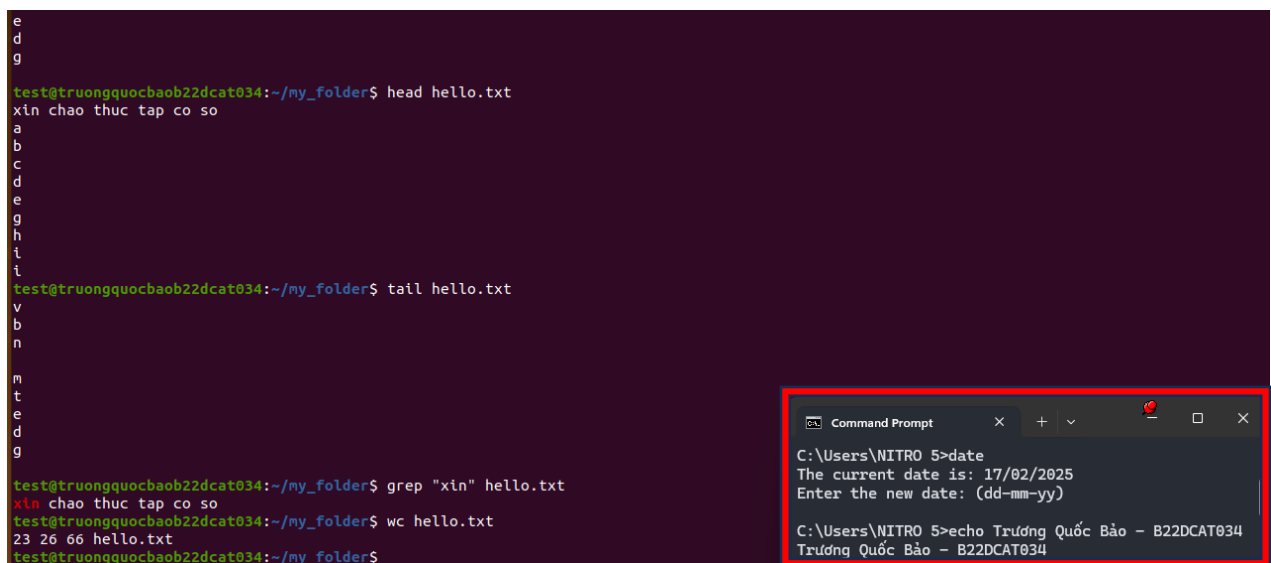 e
d
g
test@truongquocbaob22dcat034:~/my_folder$ head hello.txt
xin chao thuc tap co so
a
b
c
d
e
g
h
i
i
test@truongquocbaob22dcat034:~/my_folder$ tail hello.txt
v
b
n
m
t
e
d
g
test@truongquocbaob22dcat034:~/my_folder$ grep "xin" hello.txt
xin chao thuc tap co so
test@truongquocbaob22dcat034:~/my_folder$ wc hello.txt
23 26 66 hello.txt
test@truongquocbaob22dcat034:~/my_folder$
Command Prompt
C:\Users\NITRO 5>date
The current date is: 17/02/2025
Enter the new date: (dd-mm-yy)
C:\Users\NITRO 5>echo Trương Quốc Bảo – B22DCAT034
Trương Quốc Bảo – B22DCAT034